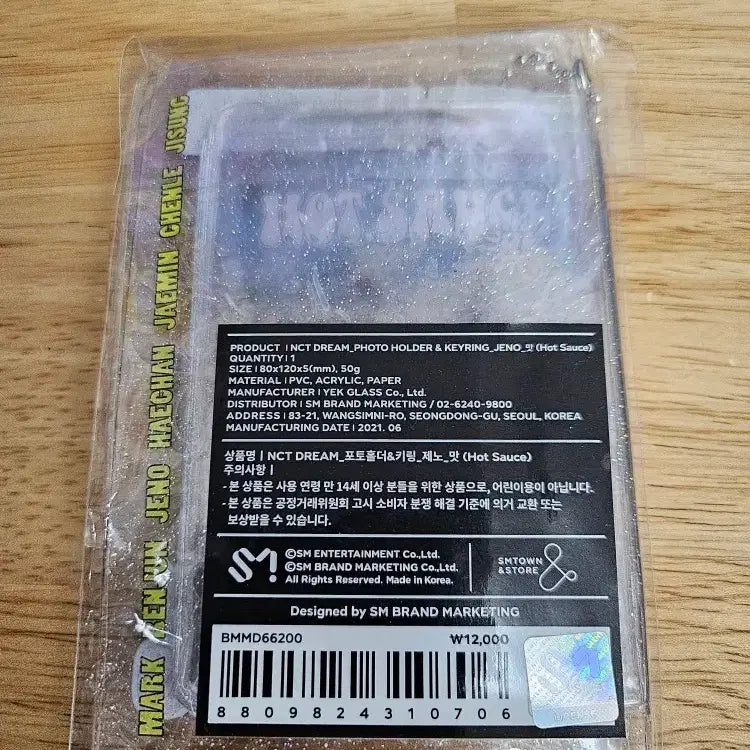 MARK RENJUN JENO HAECHAN JAEMIN CHENLE JISUNG
HOT SAUCE
PRODUCT | NCT DREAM_PHOTO HOLDER & KEYRING_JENO_맛 (Hot Sauce)
QUANTITY | 1
SIZE | 80x120x5(mm), 50g
MATERIAL | PVC, ACRYLIC, PAPER
MANUFACTURER | YEK GLASS Co., Ltd.
DISTRIBUTOR | SM BRAND MARKETING / 02-6240-9800
ADDRESS | 83-21, WANGSIMNI-RO, SEONGDONG-GU, SEOUL, KOREA
MANUFACTURING DATE | 2021. 06
상품명 | NCT DREAM_포토홀더&키링_제노_맛 (Hot Sauce)
주의사항 |
- 본 상품은 사용 연령 만 14세 이상 분들을 위한 상품으로, 어린이용이 아닙니다.
- 본 상품은 공정거래위원회 고시 소비자 분쟁 해결 기준에 의거 교환 또는
보상받을 수 있습니다.
SM
©SM ENTERTAINMENT Co.,Ltd.
©SM BRAND MARKETING Co.,Ltd.
All Rights Reserved. Made in Korea.
SMTOWN
&STORE
Designed by SM BRAND MARKETING
BMMD66200 ₩12,000
8809824310706